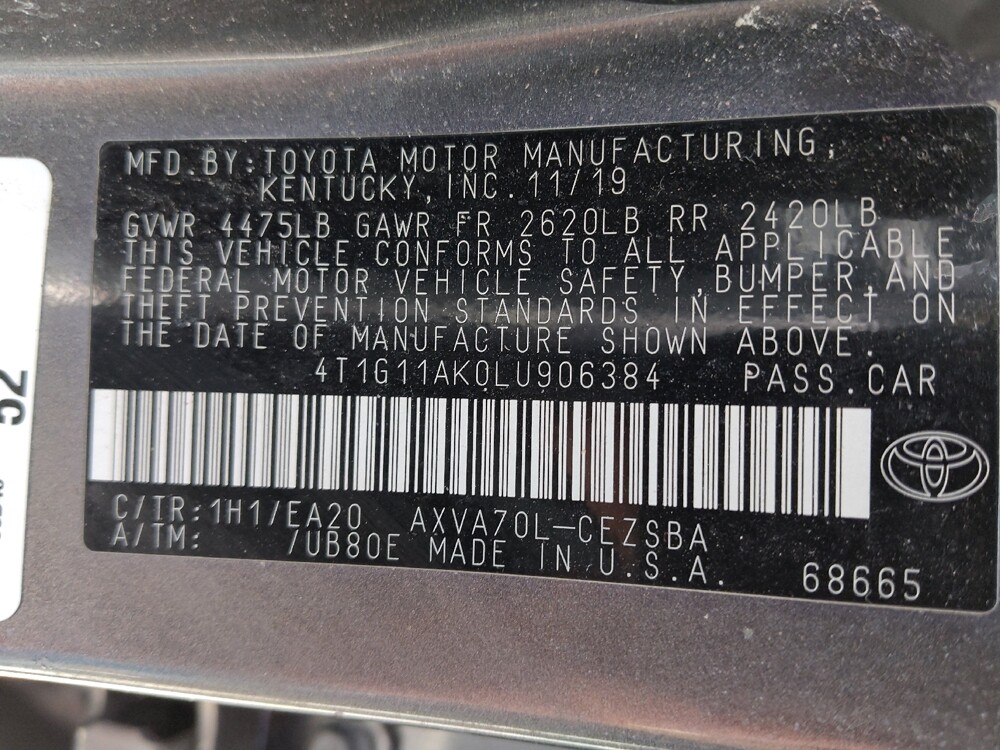 MFD.BY:TOYOTA MOTOR MANUFACTURING,
KENTUCKY, INC. 11/19
GVWR 4475LB GAWR FR 2620LB RR 2420LB
THIS VEHICLE CONFORMS TO ALL APPLICABLE
FEDERAL MOTOR VEHICLE SAFETY,BUMPER,AND
THEFT PREVENTION STANDARDS IN EFFECT ON
THE DATE OF MANUFACTURE SHOWN ABOVE.
4T1G11AK0LU906384 PASS.CAR
C/TR:1H1/EA20 AXVA70L-CEZSBA
A/TM: /UB80E MADE IN U.S.A. 68665
52